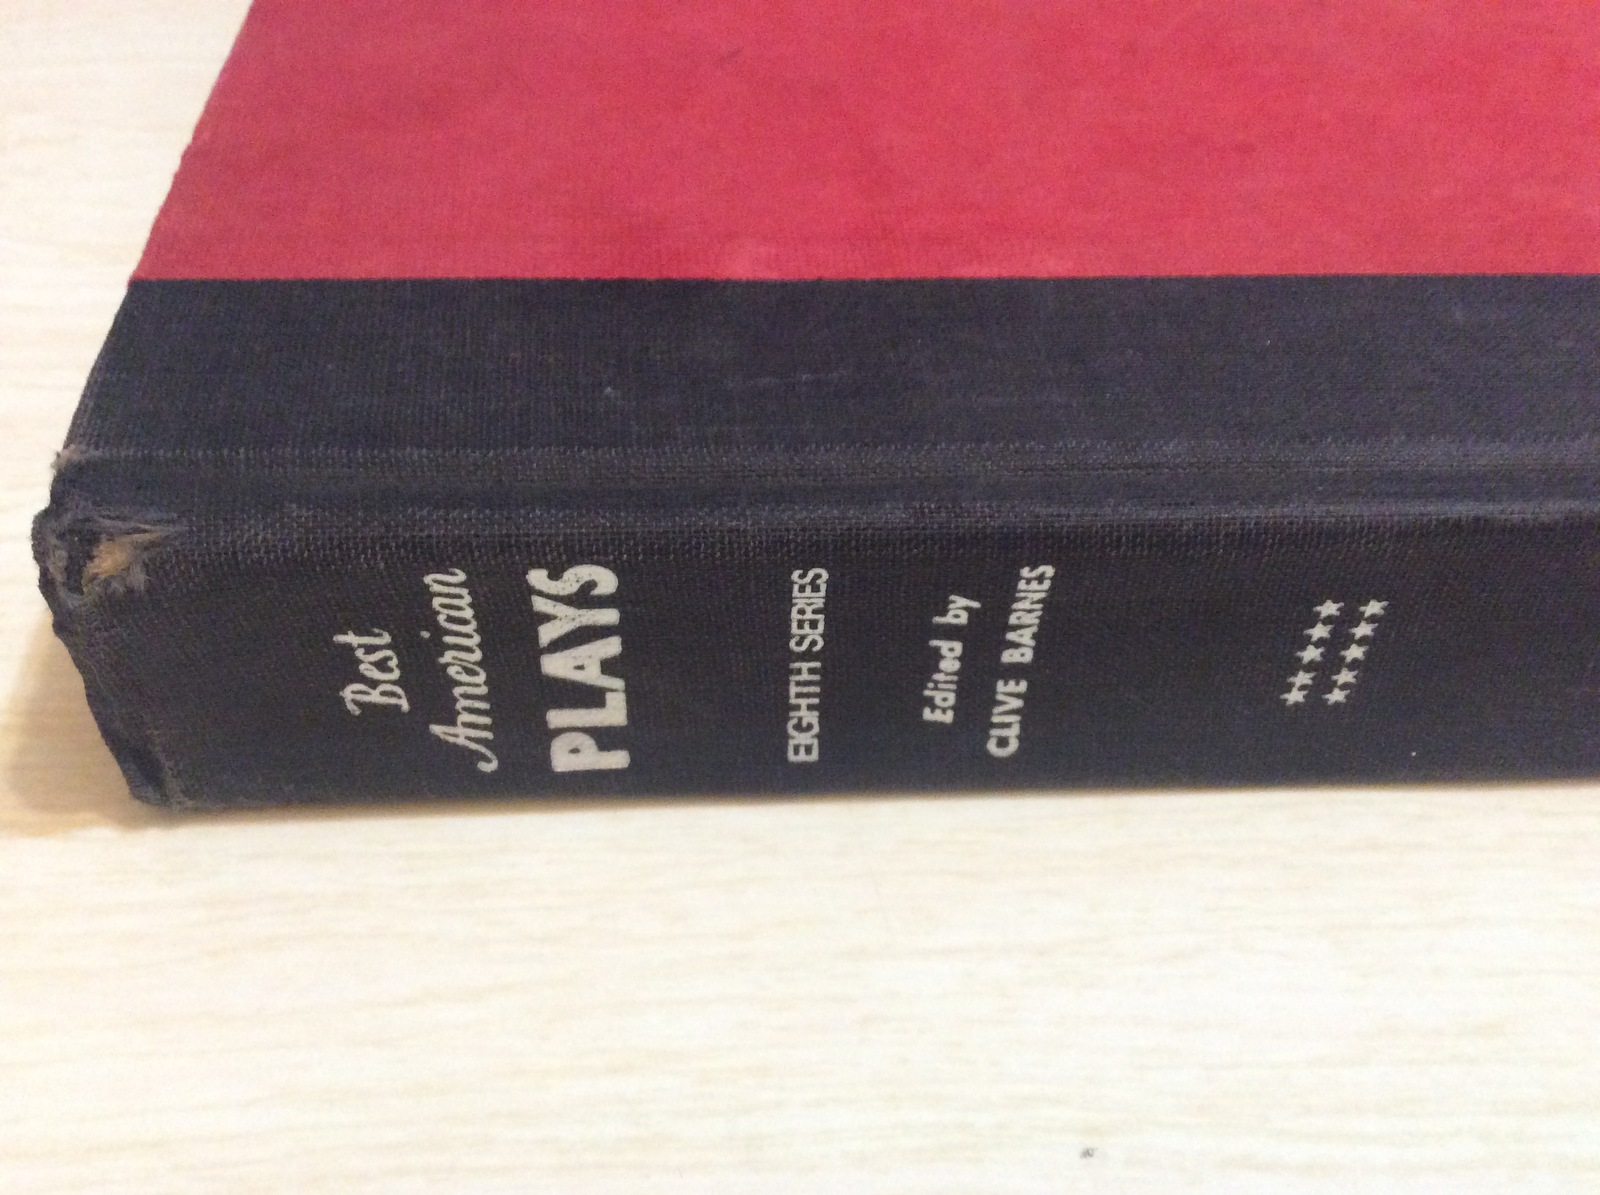 Best
American
PLAYS
EIGHTH SERIES
Edited by
CLIVE BARNES